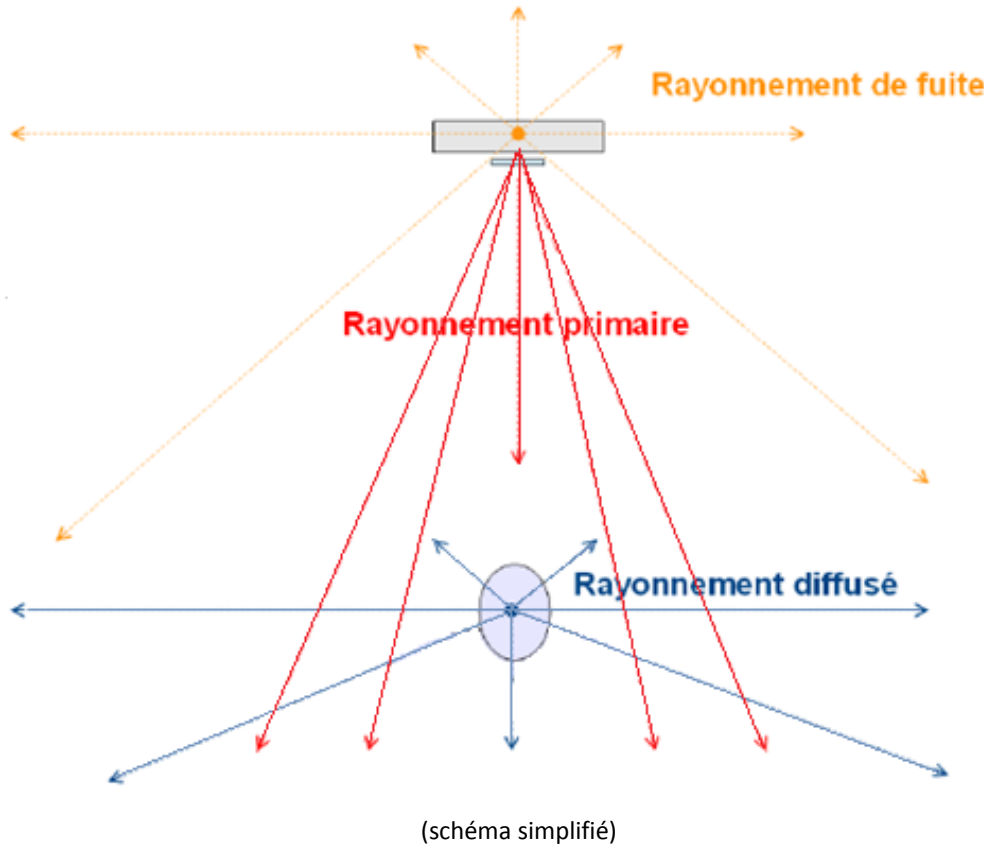 Rayonnement de fuite
Rayonnement primaire
Rayonnement diffusé
(schéma simplifié)